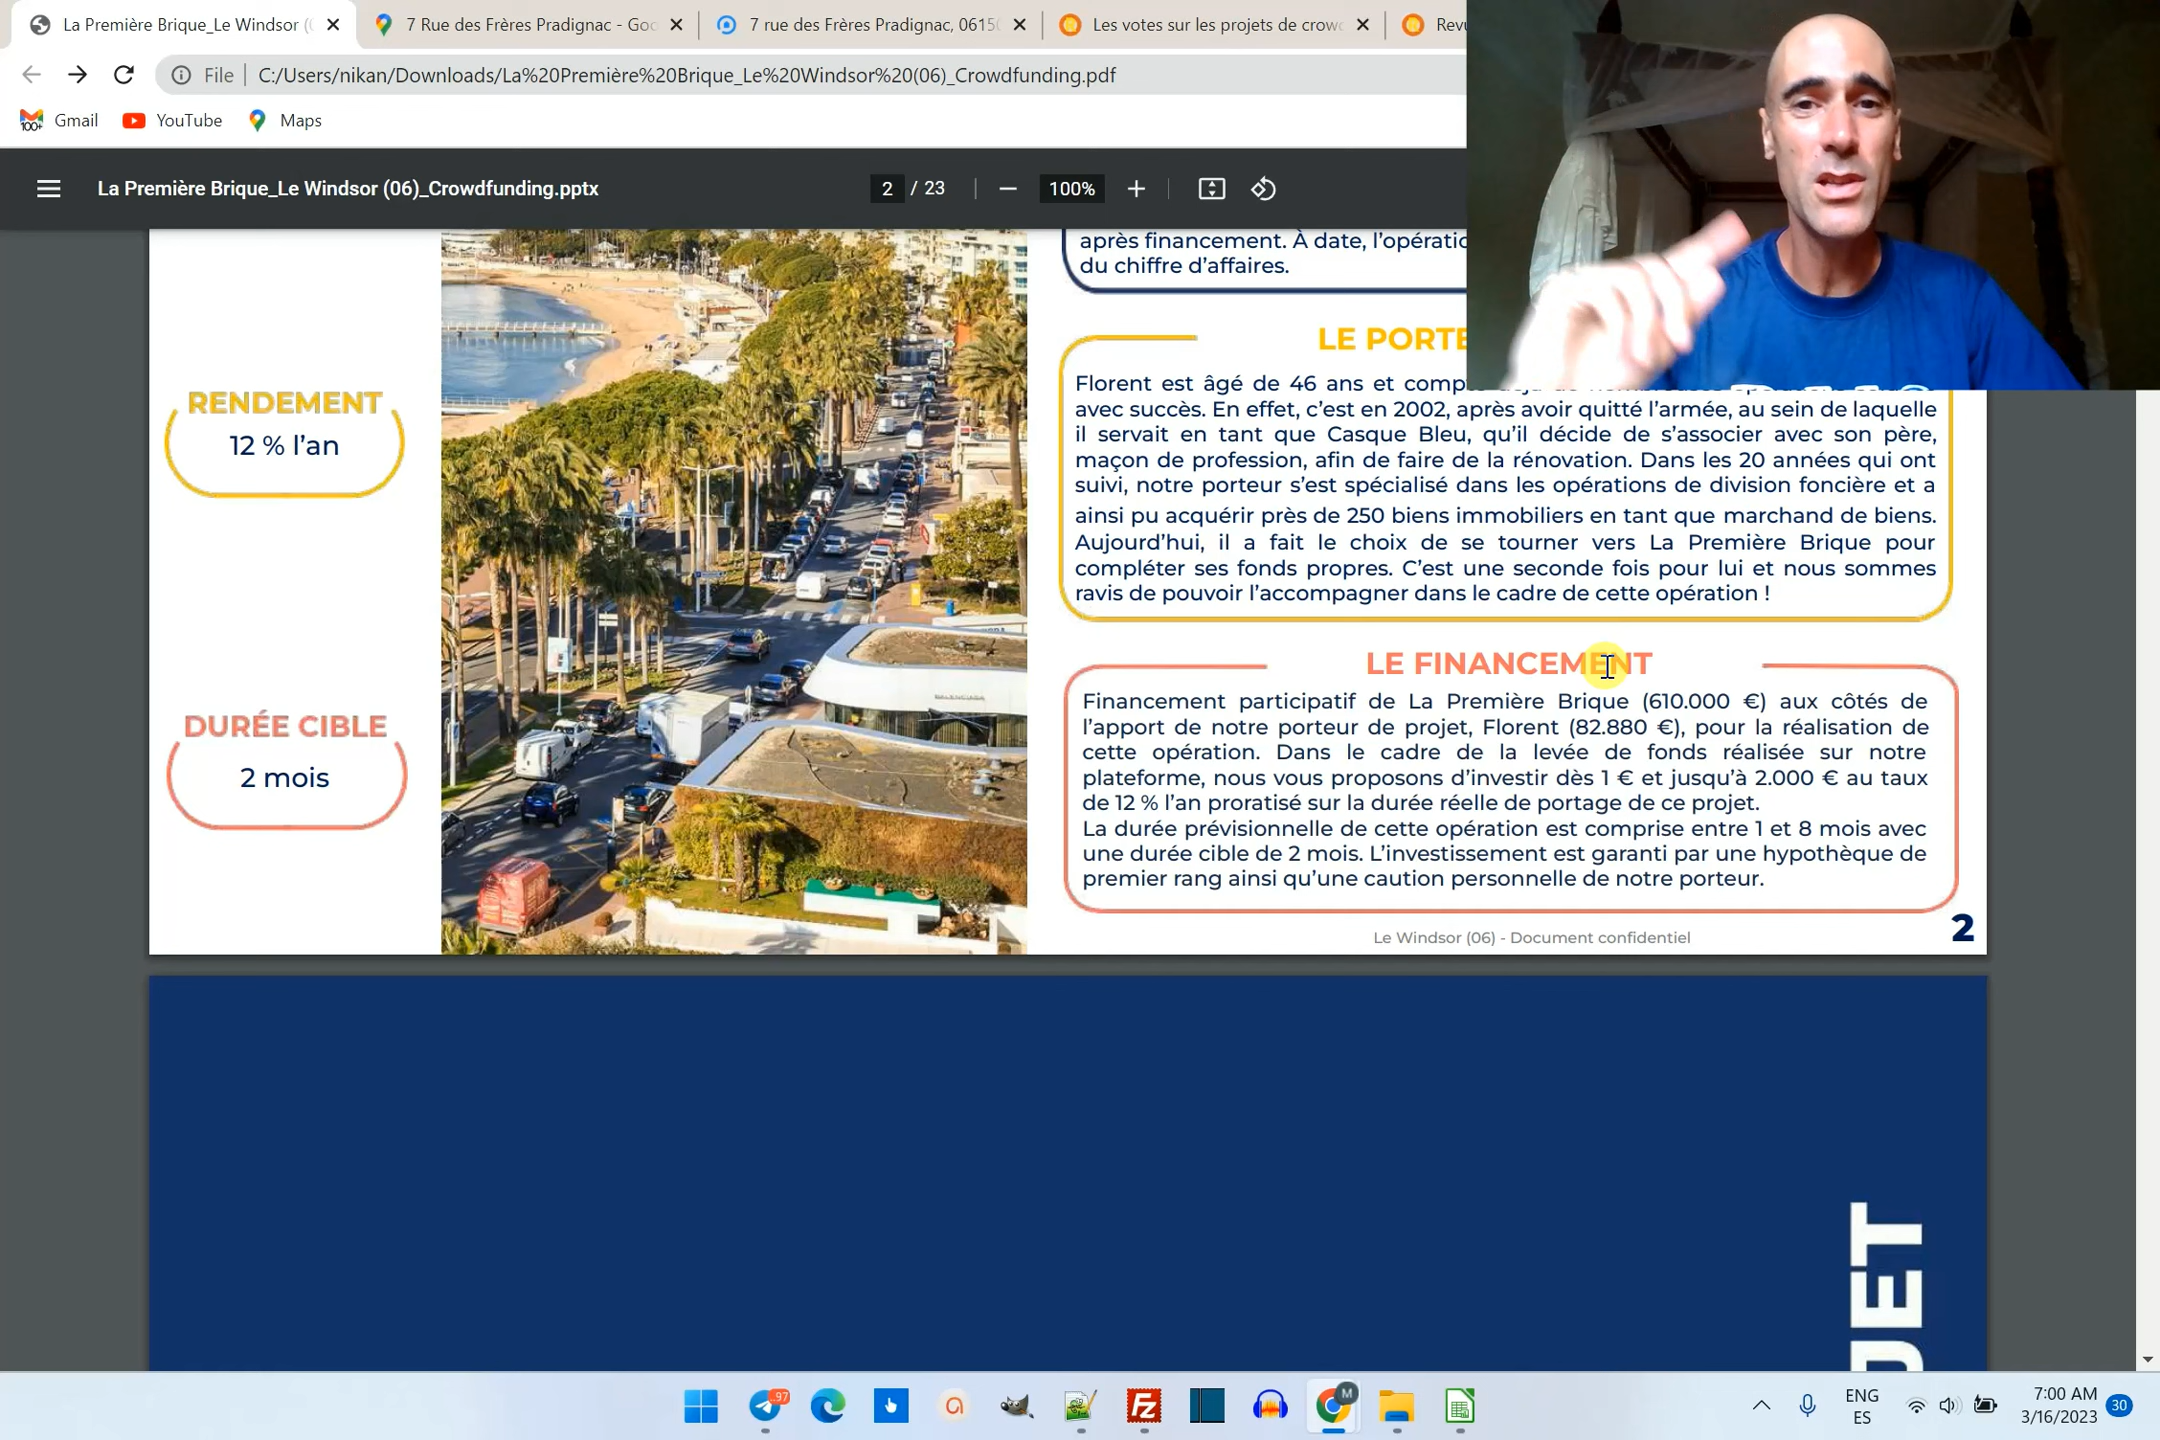 La Première Brique_Le Windsor (
7 Rue des Frères Pradignac - Goo
7 rue des Frères Pradignac, 0615
Les votes sur les projets de crow
Revu
File
C:/Users/nikan/Downloads/La%20Première%20Brique_Le%20Windsor%20(06)_Crowdfunding.pdf
Gmail
YouTube
Maps
La Première Brique_Le Windsor (06)_Crowdfunding.pptx
2 / 23
100%
après financement. À date, l'opératio
du chiffre d'affaires.
RENDEMENT
12 % l'an
DURÉE CIBLE
2 mois
LE PORTE
Florent est âgé de 46 ans et compt
avec succès. En effet, c'est en 2002, après avoir quitté l'armée, au sein de laquelle
il servait en tant que Casque Bleu, qu'il décide de s'associer avec son père,
maçon de profession, afin de faire de la rénovation. Dans les 20 années qui ont
suivi, notre porteur s'est spécialisé dans les opérations de division foncière et a
ainsi pu acquérir près de 250 biens immobiliers en tant que marchand de biens.
Aujourd'hui, il a fait le choix de se tourner vers La Première Brique pour
compléter ses fonds propres. C'est une seconde fois pour lui et nous sommes
ravis de pouvoir l'accompagner dans le cadre de cette opération !
LE FINANCEMENT
Financement participatif de La Première Brique (610.000 €) aux côtés de
l'apport de notre porteur de projet, Florent (82.880 €), pour la réalisation de
cette opération. Dans le cadre de la levée de fonds réalisée sur notre
plateforme, nous vous proposons d'investir dès 1 € et jusqu'à 2.000 € au taux
de 12 % l'an proratisé sur la durée réelle de portage de ce projet.
La durée prévisionnelle de cette opération est comprise entre 1 et 8 mois avec
une durée cible de 2 mois. L'investissement est garanti par une hypothèque de
premier rang ainsi qu'une caution personnelle de notre porteur.
Le Windsor (06) - Document confidentiel
2
JET
ENG
ES
7:00 AM
3/16/2023
30